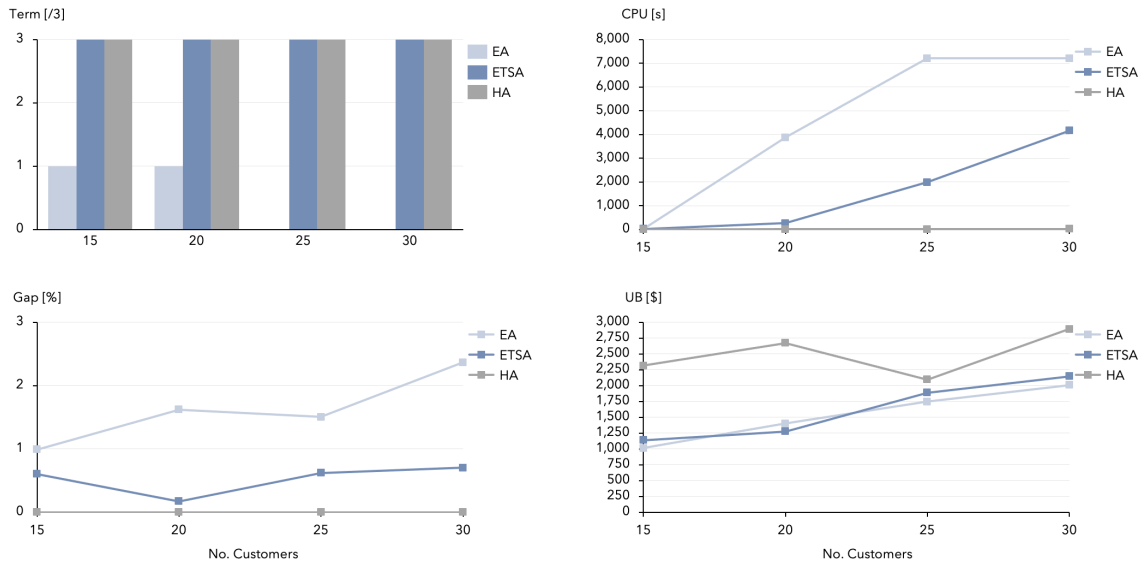 Term [/3]
3
2
1
0
15
20
25
30
EA
ETSA
HA
CPU [s]
8,000
7,000
6,000
5,000
4,000
3,000
2,000
1,000
0
15
20
25
30
EA
ETSA
HA
Gap [%]
3
2
1
0
15
20
25
30
No. Customers
EA
ETSA
HA
UB [$]
3,000
2,750
2,500
2,250
2,000
1,750
1,500
1,250
1,000
750
500
250
0
15
20
25
30
No. Customers
EA
ETSA
HA